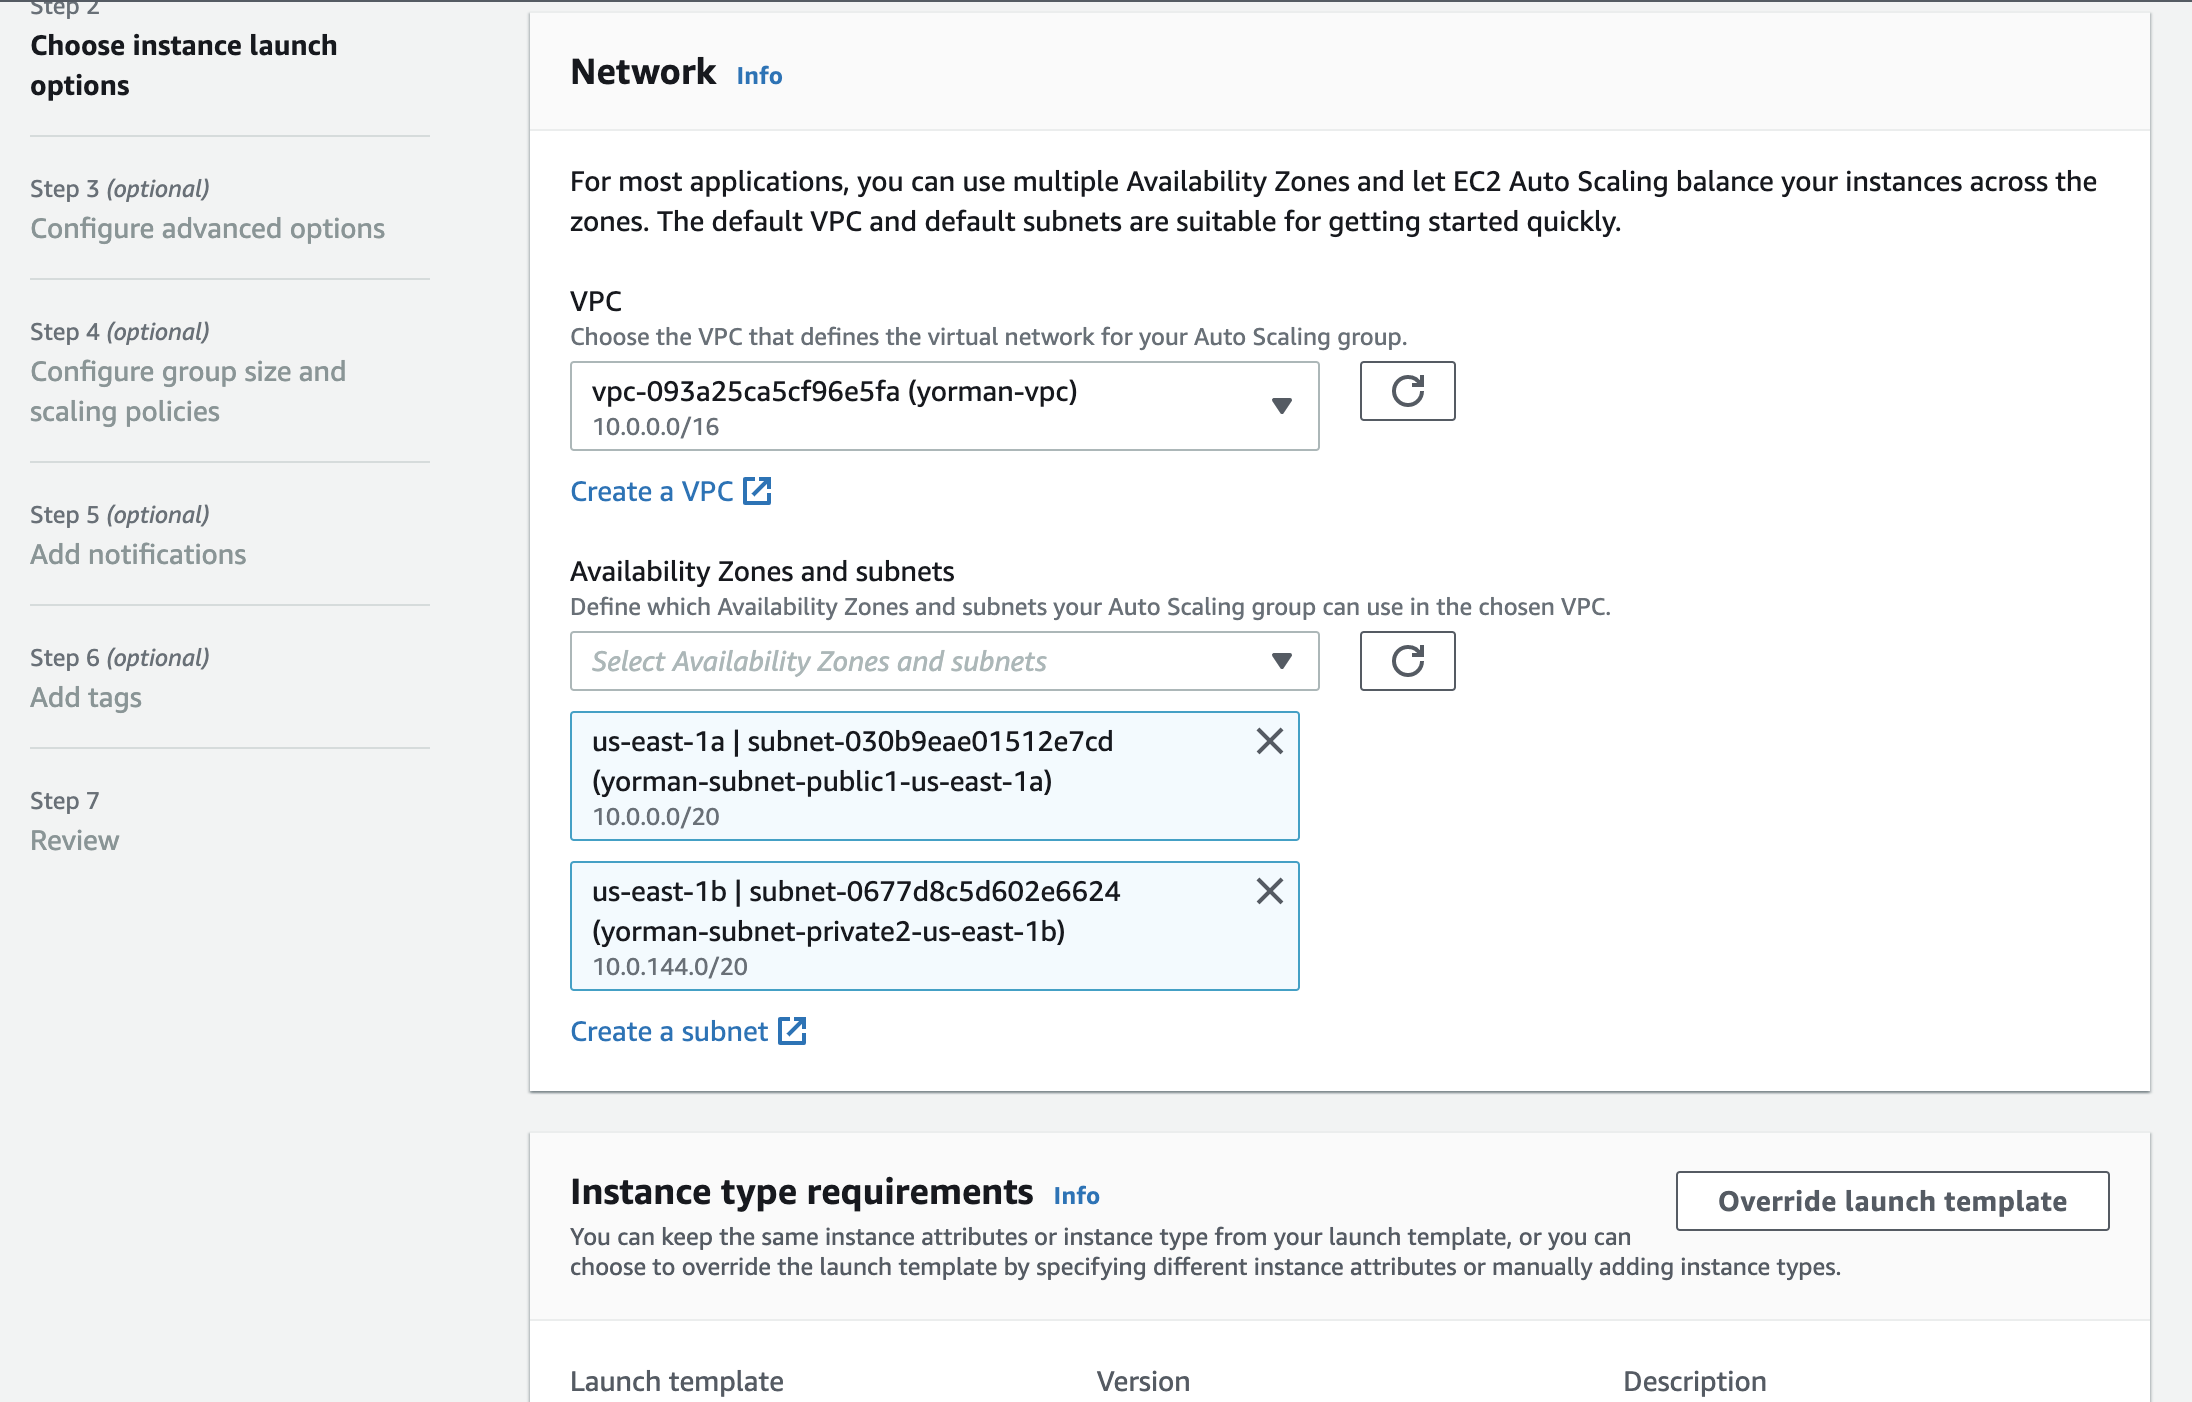 Step 2
Choose instance launch
options
Step 3 (optional)
Configure advanced options
Step 4 (optional)
Configure group size and
scaling policies
Step 5 (optional)
Add notifications
Step 6 (optional)
Add tags
Step 7
Review
Network Info
For most applications, you can use multiple Availability Zones and let EC2 Auto Scaling balance your instances across the
zones. The default VPC and default subnets are suitable for getting started quickly.
VPC
Choose the VPC that defines the virtual network for your Auto Scaling group.
vpc-093a25ca5cf96e5fa (yorman-vpc)
10.0.0.0/16
Create a VPC
Availability Zones and subnets
Define which Availability Zones and subnets your Auto Scaling group can use in the chosen VPC.
Select Availability Zones and subnets
us-east-1a | subnet-030b9eae01512e7cd
(yorman-subnet-public1-us-east-1a)
10.0.0.0/20
us-east-1b | subnet-0677d8c5d602e6624
(yorman-subnet-private2-us-east-1b)
10.0.144.0/20
Create a subnet
Instance type requirements Info
Override launch template
You can keep the same instance attributes or instance type from your launch template, or you can
choose to override the launch template by specifying different instance attributes or manually adding instance types.
Launch template Version Description